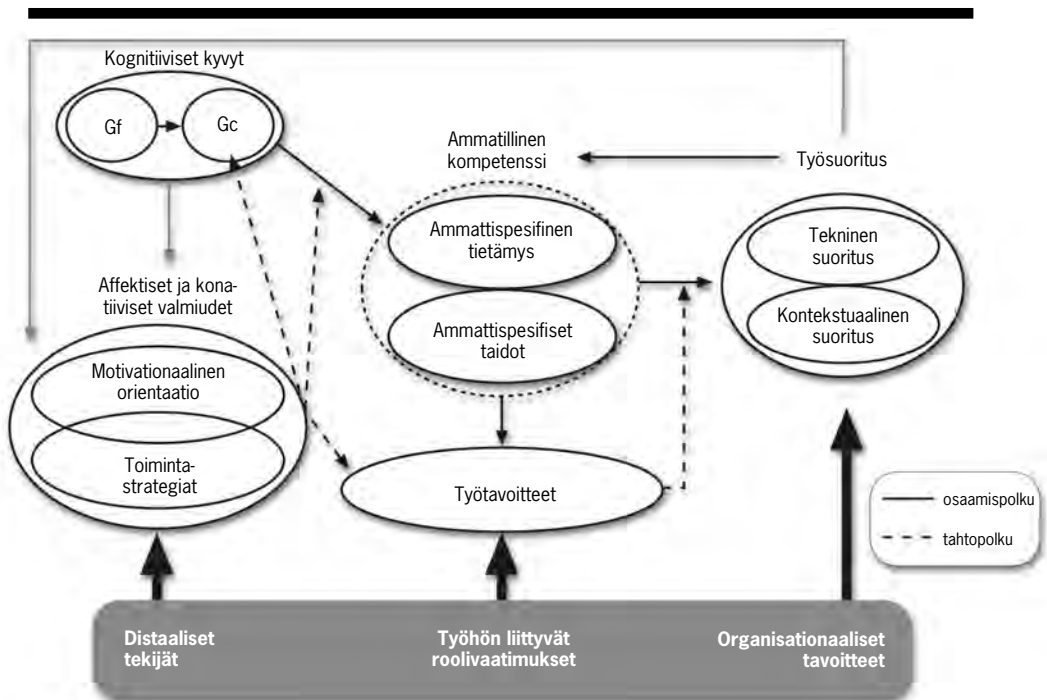 Kognitiiviset kyvyt
Gf
Gc
Ammatillinen
kompetenssi
Työsuoritus
Ammattispesifinen
tietämys
Ammattispesifiset
taidot
Tekninen
suoritus
Kontekstuaalinen
suoritus
Affektiset ja kona-
tiiviset valmiudet
Motivationaalinen
orientaatio
Toiminta-
strategiat
Työtavoitteet
osaamispolku
tahtopolku
Distaaliset
tekijät
Työhön liittyvät
roolivaatimukset
Organisationaaliset
tavoitteet